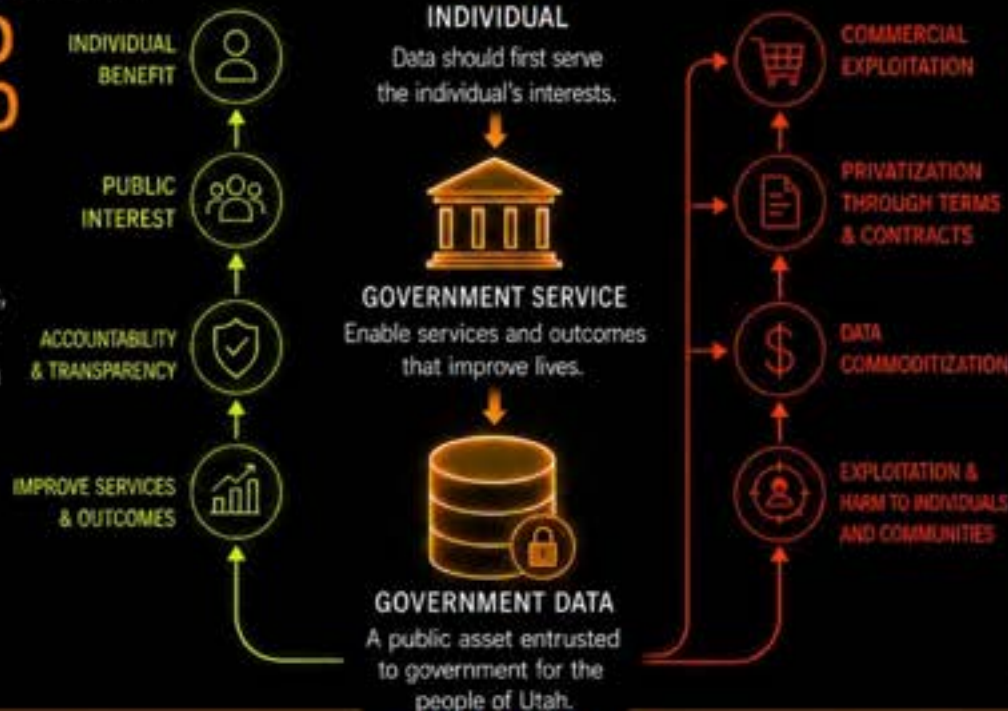 INDIVIDUAL
BENEFIT
PUBLIC
INTEREST
ACCOUNTABILITY
& TRANSPARENCY
IMPROVE SERVICES
& OUTCOMES
INDIVIDUAL
Data should first serve
the individual's interests.
GOVERNMENT SERVICE
Enable services and outcomes
that improve lives.
GOVERNMENT DATA
A public asset entrusted
to government for the
people of Utah.
COMMERCIAL
EXPLOITATION
PRIVATIZATION
THROUGH TERMS
& CONTRACTS
$
DATA
COMMODITIZATION
EXPLOITATION &
HARM TO INDIVIDUALS
AND COMMUNITIES